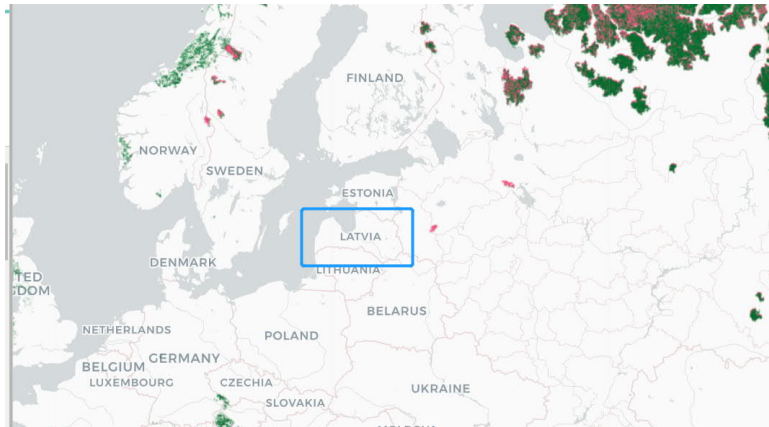 FINLAND
NORWAY
SWEDEN
ESTONIA
LATVIA
DENMARK
LITHUANIA
TED
GDOM
BELARUS
NETHERLANDS
POLAND
BELGIUM
GERMANY
LUXEMBOURG
CZECHIA
UKRAINE
SLOVAKIA